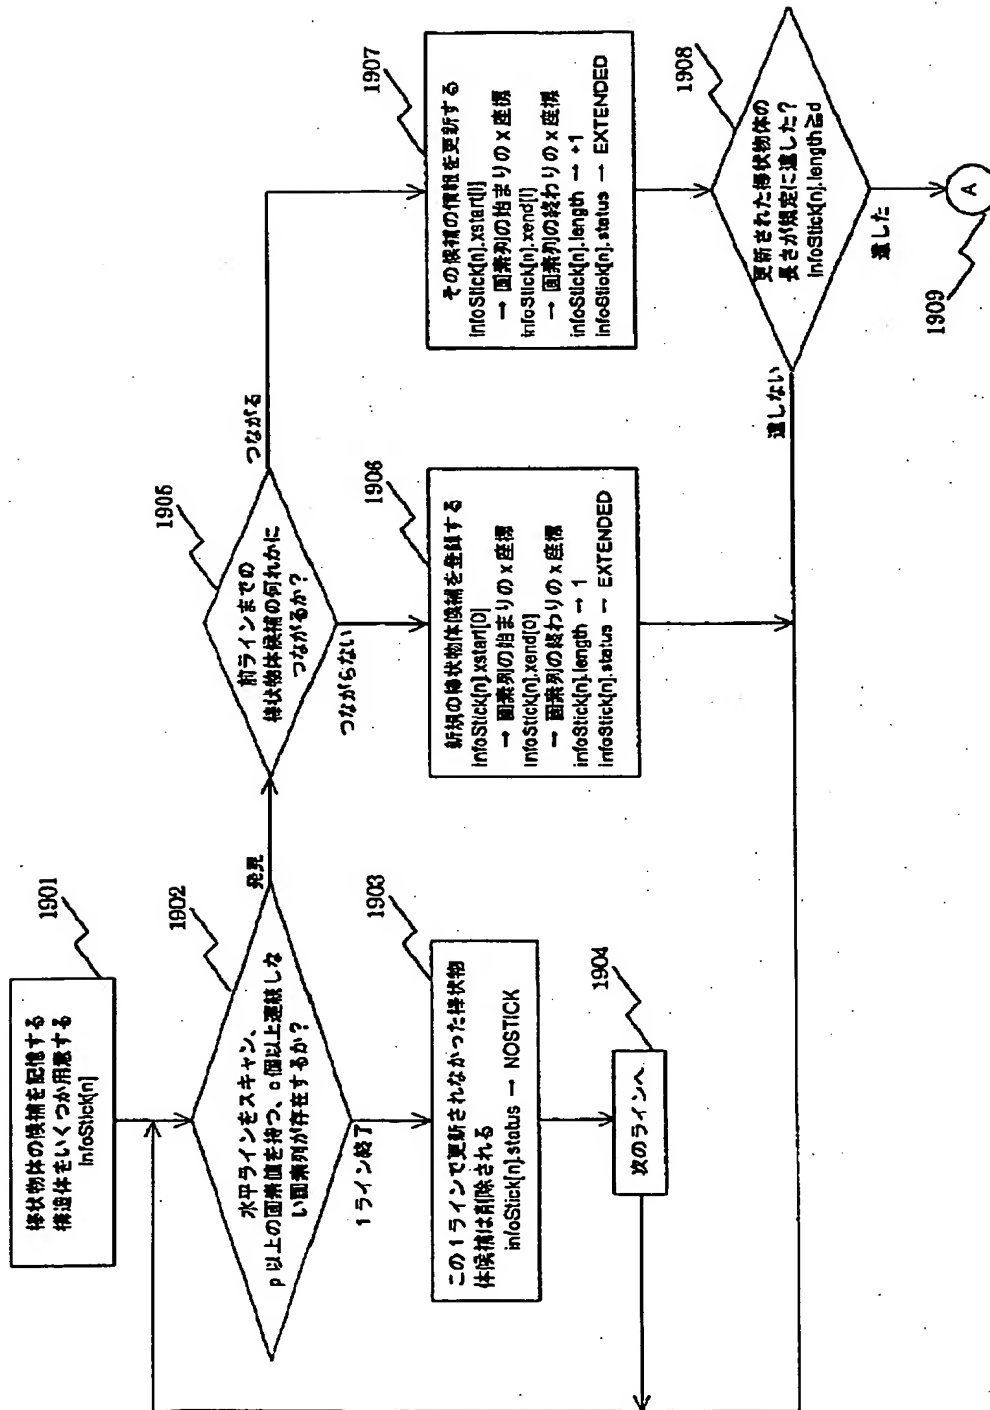 1901
棒状物体の候補を記憶する
構造体をいくつか用意する
infoStick[n]
1902
水平ラインをスキャン、
p 以上の画素値を持つ、c 個以上連続しな
い画素列が存在するか？
発見
1ライン終了
1903
この1ラインで更新されなかった棒状物
体候補は削除される
infoStick[n].status → NOSTICK
1904
次のラインへ
1905
前ラインまでの
棒状物体候補の何れかに
つながるか？
つながる
つながらない
1906
新規の棒状物体候補を登録する
infoStick[n].xstart[0]
→ 画素列の始まりのx座標
infoStick[n].xend[0]
→ 画素列の終わりのx座標
infoStick[n].length → 1
infoStick[n].status → EXTENDED
1907
その候補の情報を更新する
infoStick[n].xstart[l]
→ 画素列の始まりのx座標
infoStick[n].xend[l]
→ 画素列の終わりのx座標
infoStick[n].length → +1
infoStick[n].status → EXTENDED
1908
更新された棒状物体の
長さが規定に達した？
infoStick[n].length≧d
達しない
達した
1909
A